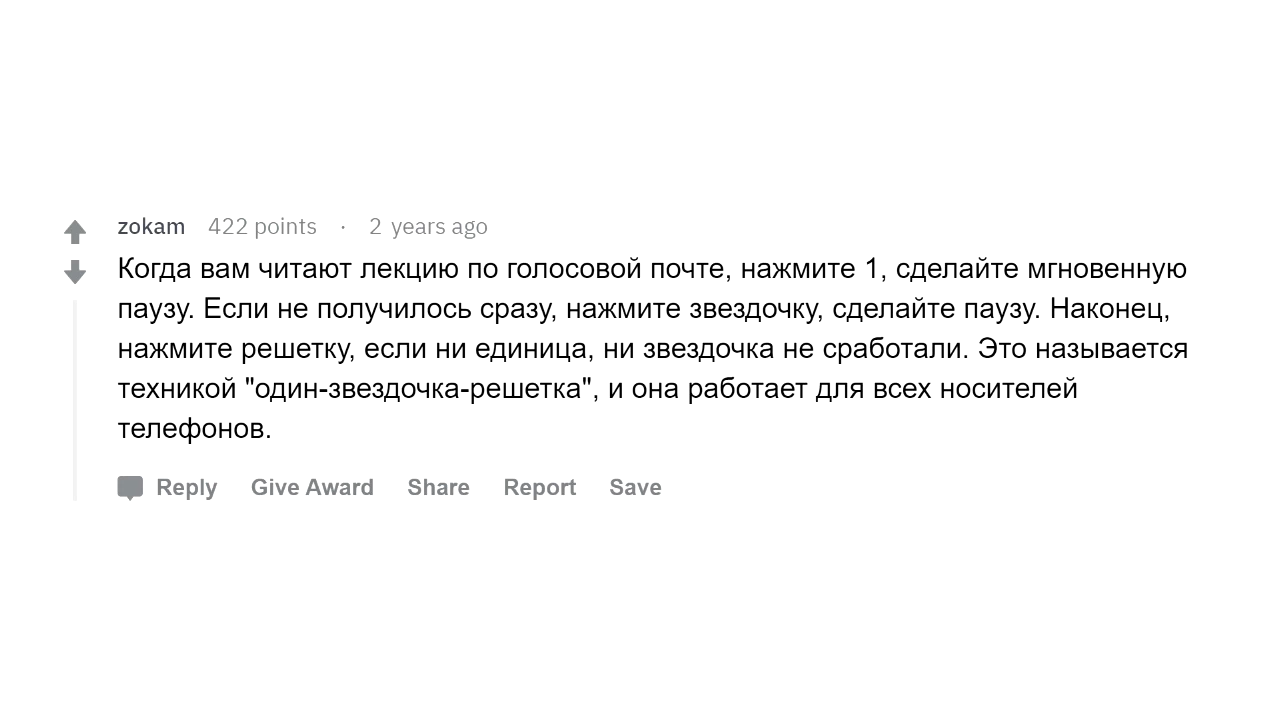 zokam 422 points · 2 years ago
Когда вам читают лекцию по голосовой почте, нажмите 1, сделайте мгновенную
паузу. Если не получилось сразу, нажмите звездочку, сделайте паузу. Наконец,
нажмите решетку, если ни единица, ни звездочка не сработали. Это называется
техникой "один-звездочка-решетка", и она работает для всех носителей
телефонов.
Reply Give Award Share Report Save